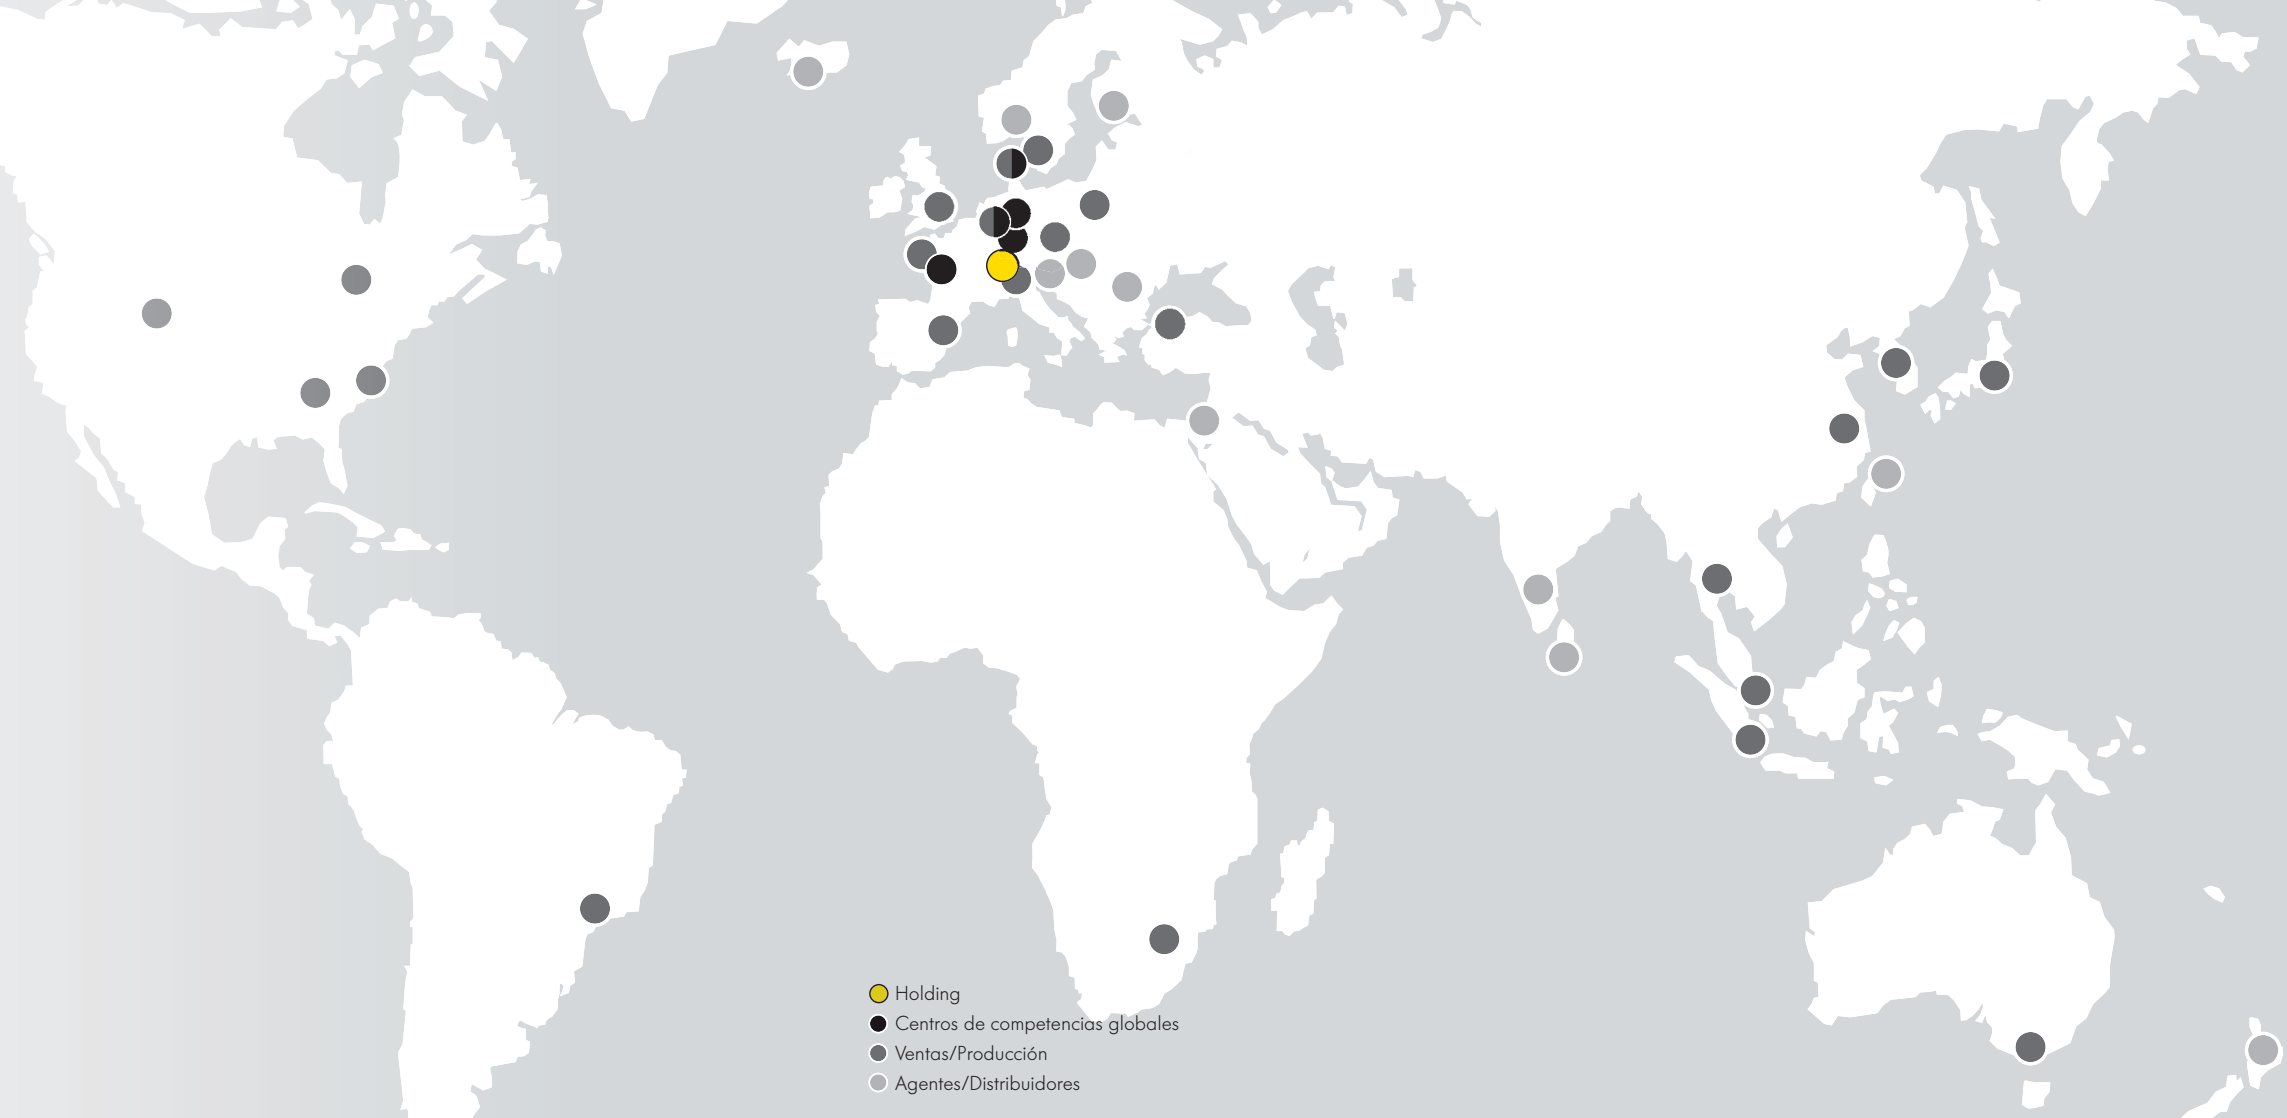 Holding
Centros de competencias globales
Ventas/Producción
Agentes/Distribuidores